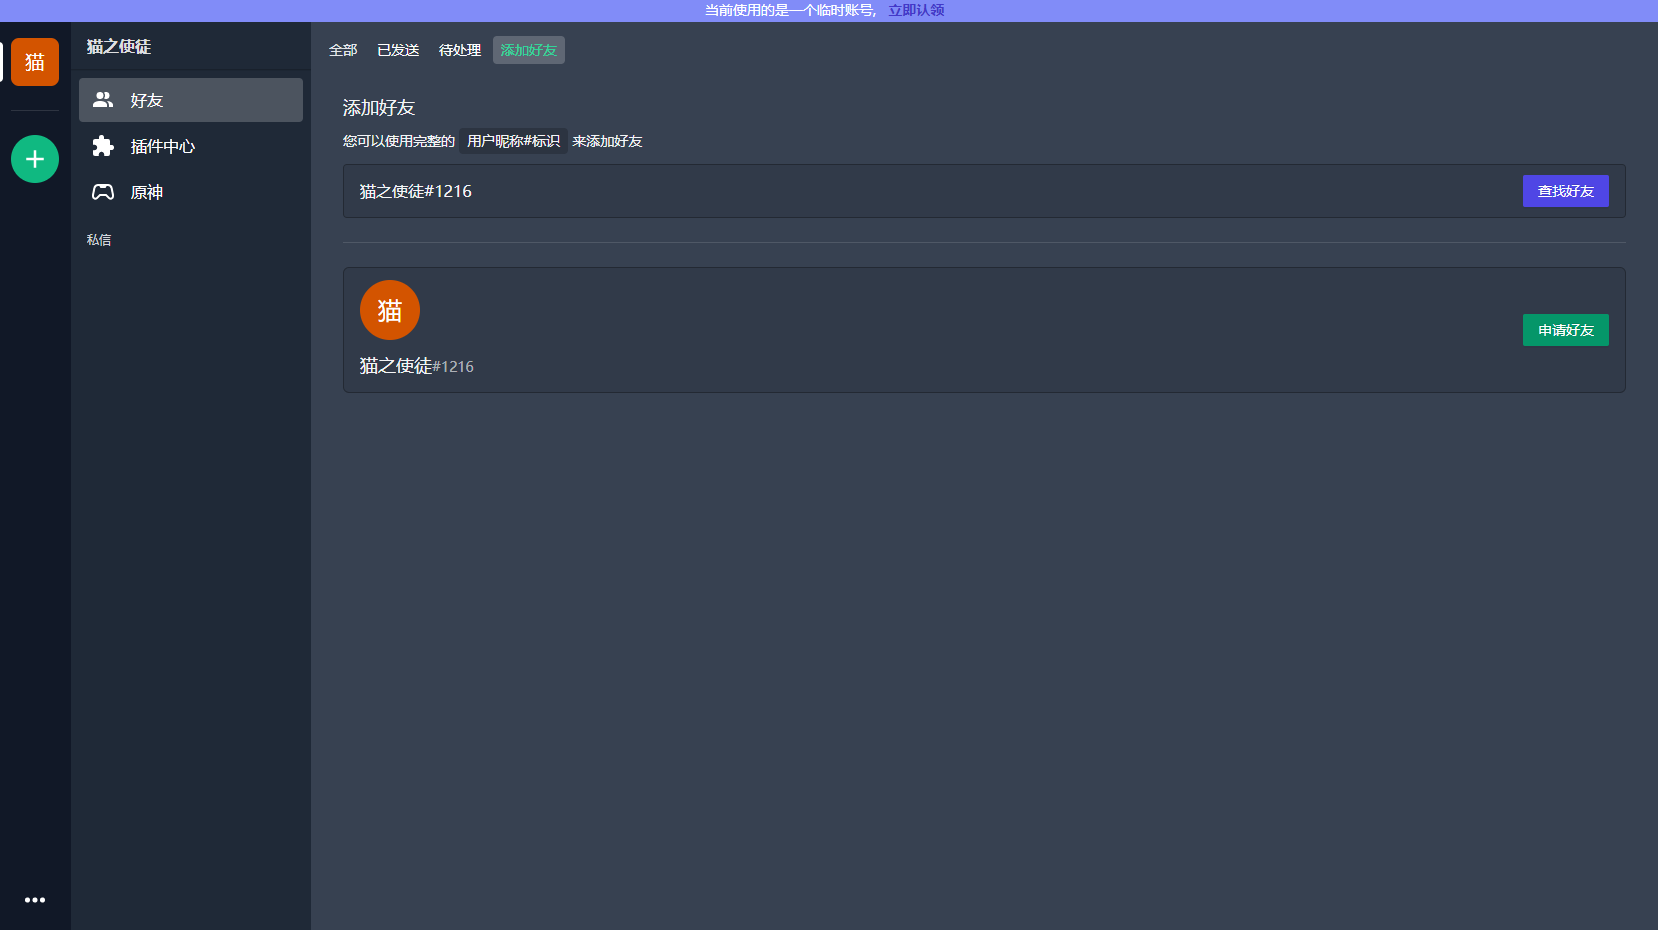 当前使用的是一个临时账号, 立即认领
猫
猫之使徒
好友
插件中心
原神
私信
全部 已发送 待处理 添加好友
添加好友
您可以使用完整的 用户昵称#标识 来添加好友
猫之使徒#1216 查找好友
猫
猫之使徒#1216
申请好友